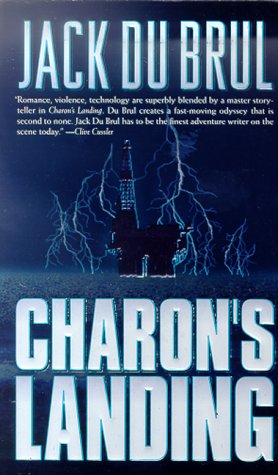 JACK DU BRUL
"Romance, violence, technology are superbly blended by a master story-
teller in Charon's Landing. Du Brul creates a fast-moving odyssey that
is second to none. Jack Du Brul has to be the finest adventure writer on the
scene today." —Clive Cussler
CHARON'S
LANDING